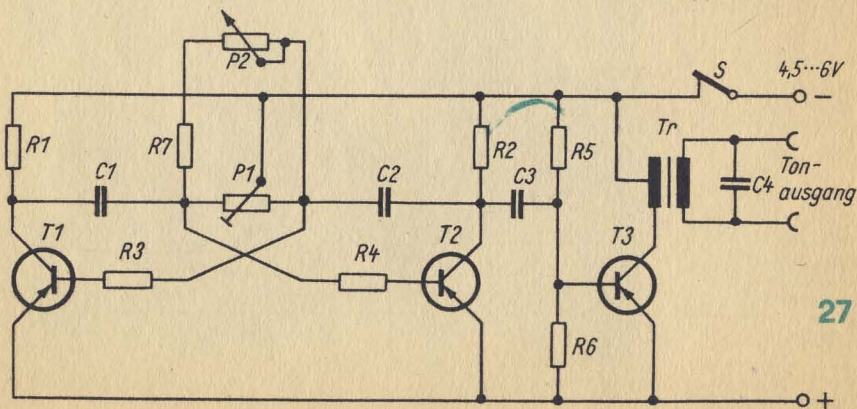 P2
S
4,5···6V
−
R1
C1
R7
P1
C2
R2
C3
R5
Tr
C4
Ton-
ausgang
T1
R3
R4
T2
T3
R6
27
+